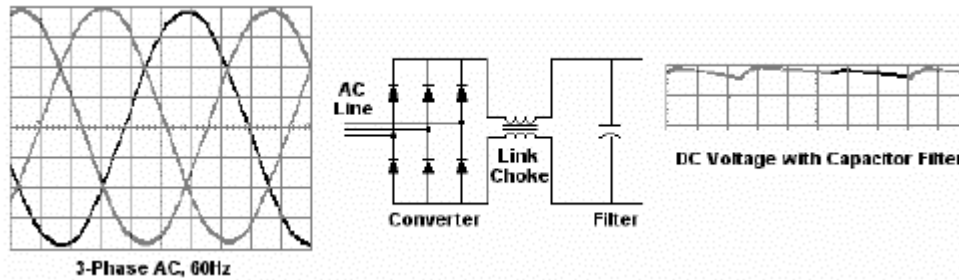 AC
Line
Link
Choke
Converter
Filter
DC Voltage with Capacitor Filter
3-Phase AC, 60Hz